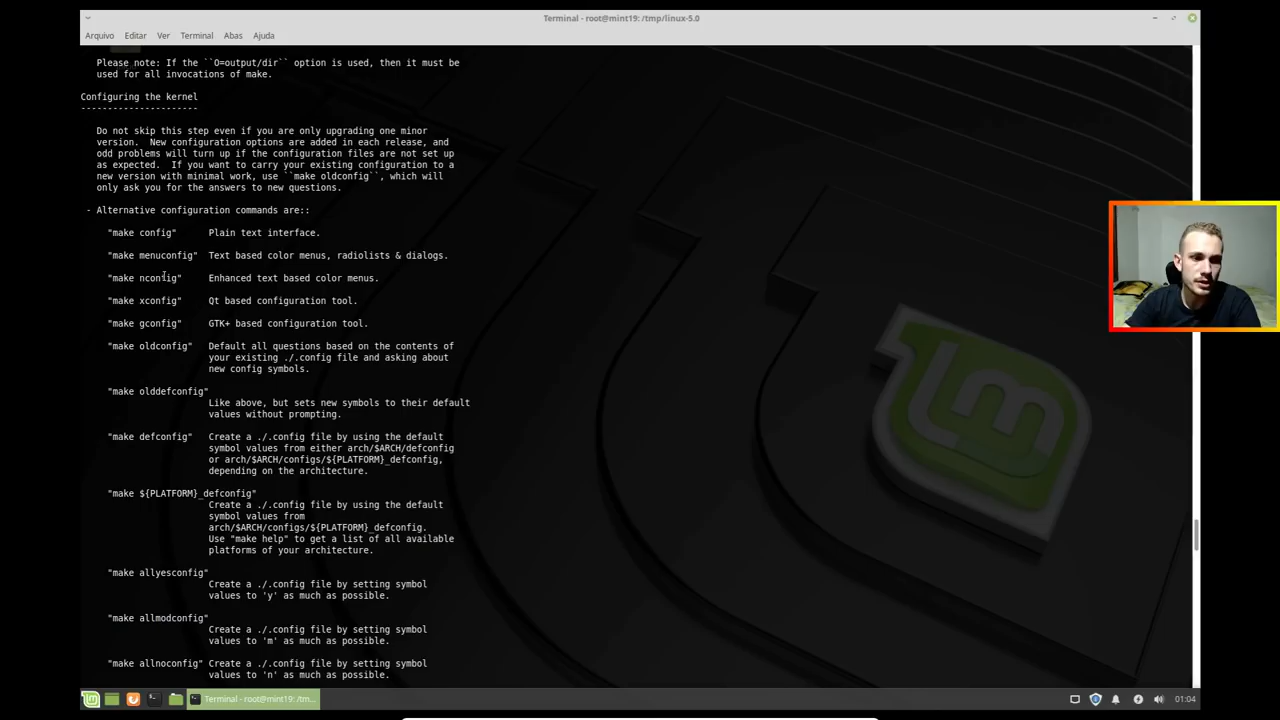 Terminal - root@mint19: /tmp/linux-5.0
Arquivo Editar Ver Terminal Abas Ajuda
Please note: If the ``O=output/dir`` option is used, then it must be
used for all invocations of make.
Configuring the kernel
----------------------
Do not skip this step even if you are only upgrading one minor
version. New configuration options are added in each release, and
odd problems will turn up if the configuration files are not set up
as expected. If you want to carry your existing configuration to a
new version with minimal work, use ``make oldconfig``, which will
only ask you for the answers to new questions.
- Alternative configuration commands are::
"make config" Plain text interface.
"make menuconfig" Text based color menus, radiolists & dialogs.
"make nconfig" Enhanced text based color menus.
"make xconfig" Qt based configuration tool.
"make gconfig" GTK+ based configuration tool.
"make oldconfig" Default all questions based on the contents of
your existing ./.config file and asking about
new config symbols.
"make olddefconfig"
Like above, but sets new symbols to their default
values without prompting.
"make defconfig" Create a ./.config file by using the default
symbol values from either arch/$ARCH/defconfig
or arch/$ARCH/configs/${PLATFORM}_defconfig,
depending on the architecture.
"make ${PLATFORM}_defconfig"
Create a ./.config file by using the default
symbol values from
arch/$ARCH/configs/${PLATFORM}_defconfig.
Use "make help" to get a list of all available
platforms of your architecture.
"make allyesconfig"
Create a ./.config file by setting symbol
values to 'y' as much as possible.
"make allmodconfig"
Create a ./.config file by setting symbol
values to 'm' as much as possible.
"make allnoconfig" Create a ./.config file by setting symbol
values to 'n' as much as possible.
Terminal - root@mint19: /tm...
01:04